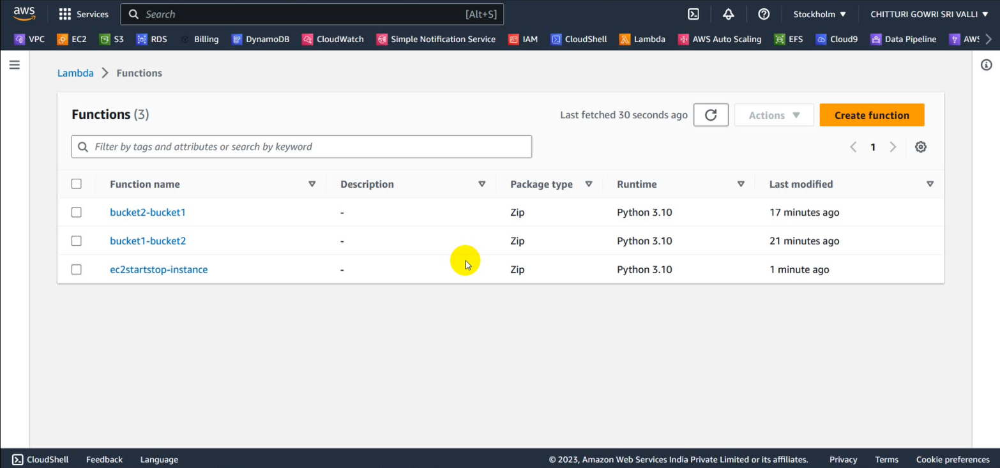 aws Services Search [Alt+S] Stockholm CHITTURI GOWRI SRI VALLI
VPC EC2 S3 RDS Billing DynamoDB CloudWatch Simple Notification Service IAM CloudShell Lambda AWS Auto Scaling EFS Cloud9 Data Pipeline AWS
Lambda Functions
Functions (3) Last fetched 30 seconds ago Actions Create function
Filter by tags and attributes or search by keyword 1
Function name Description Package type Runtime Last modified
bucket2-bucket1 - Zip Python 3.10 17 minutes ago
bucket1-bucket2 - Zip Python 3.10 21 minutes ago
ec2startstop-instance - Zip Python 3.10 1 minute ago
CloudShell Feedback Language © 2023, Amazon Web Services India Private Limited or its affiliates. Privacy Terms Cookie preferences